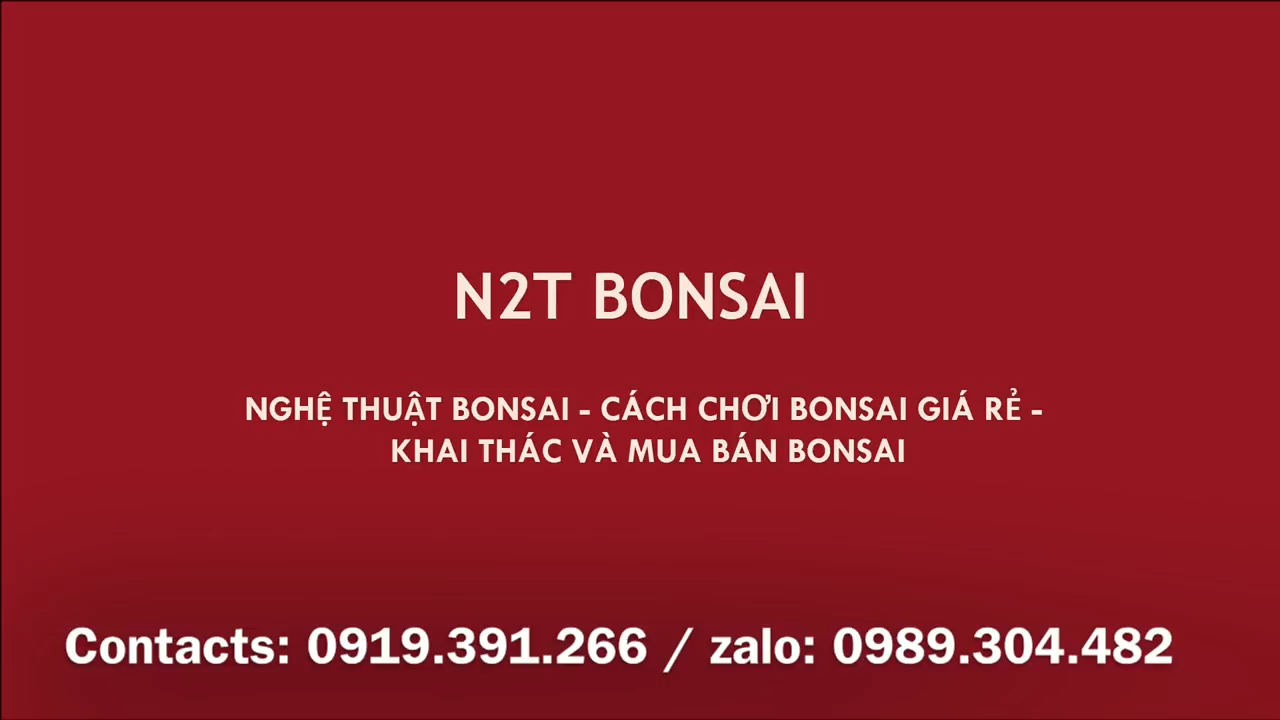 N2T BONSAI
NGHỆ THUẬT BONSAI - CÁCH CHƠI BONSAI GIÁ RẺ -
KHAI THÁC VÀ MUA BÁN BONSAI
Contacts: 0919.391.266 / zalo: 0989.304.482